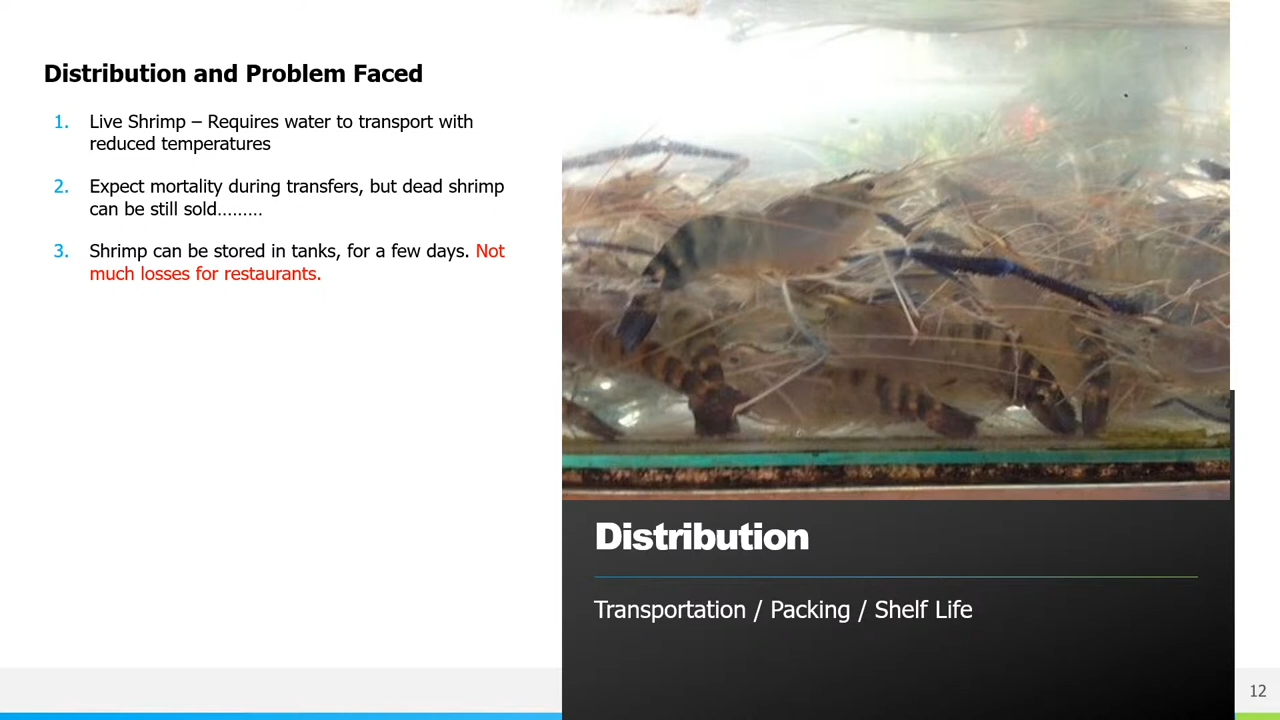 Distribution and Problem Faced
1. Live Shrimp – Requires water to transport with
reduced temperatures
2. Expect mortality during transfers, but dead shrimp
can be still sold………
3. Shrimp can be stored in tanks, for a few days. Not
much losses for restaurants.
Distribution
Transportation / Packing / Shelf Life
12